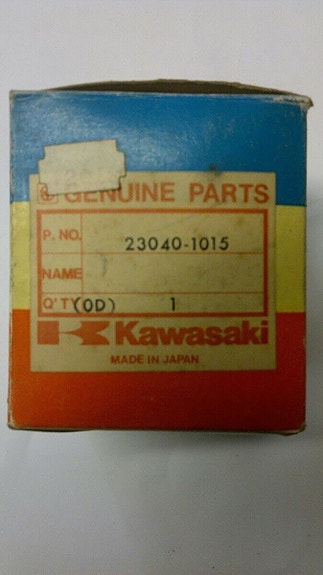 GENUINE PARTS
P. NO. 23040-1015
NAME
Q'TY (OD) 1
Kawasaki
MADE IN JAPAN